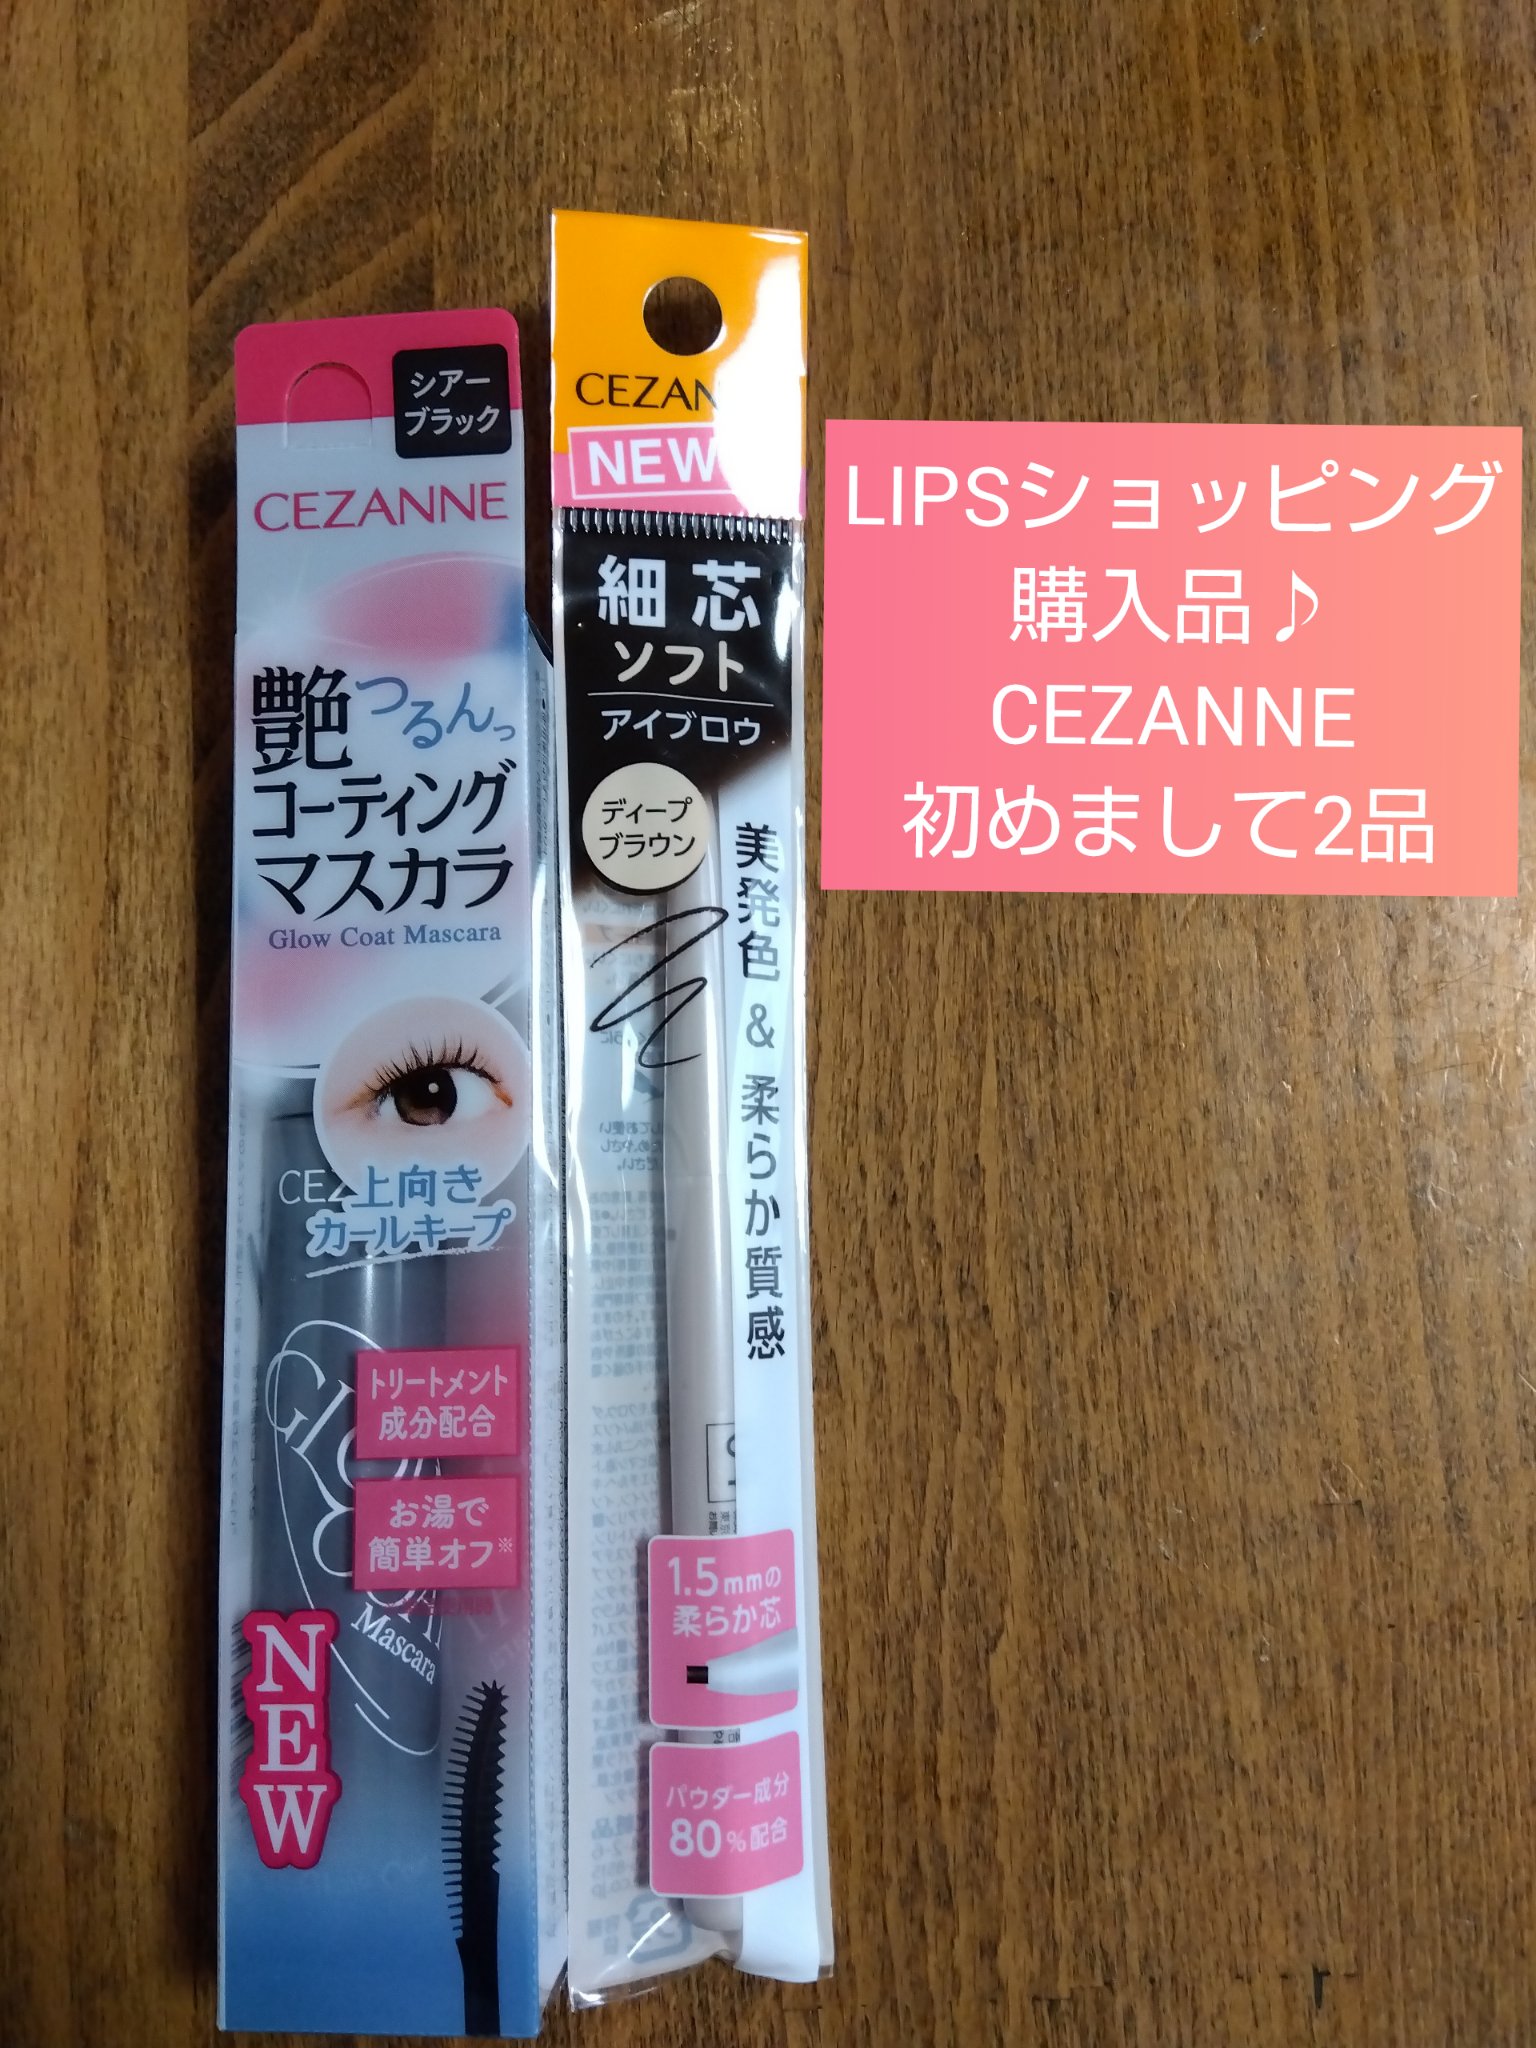 シアー
ブラック
CEZANNE
艶つるんっ
コーティング
マスカラ
Glow Coat Mascara
CEZ
上向き
カールキープ
トリートメント
成分配合
お湯で
簡単オフ※
Mascara
NEW
CEZAN
NEW
細芯
ソフト
アイブロウ
ディープ
ブラウン
美発色&柔らか質感
1.5mmの
柔らか芯
パウダー成分
80%配合
LIPSショッピング
購入品♪
CEZANNE
初めまして2品